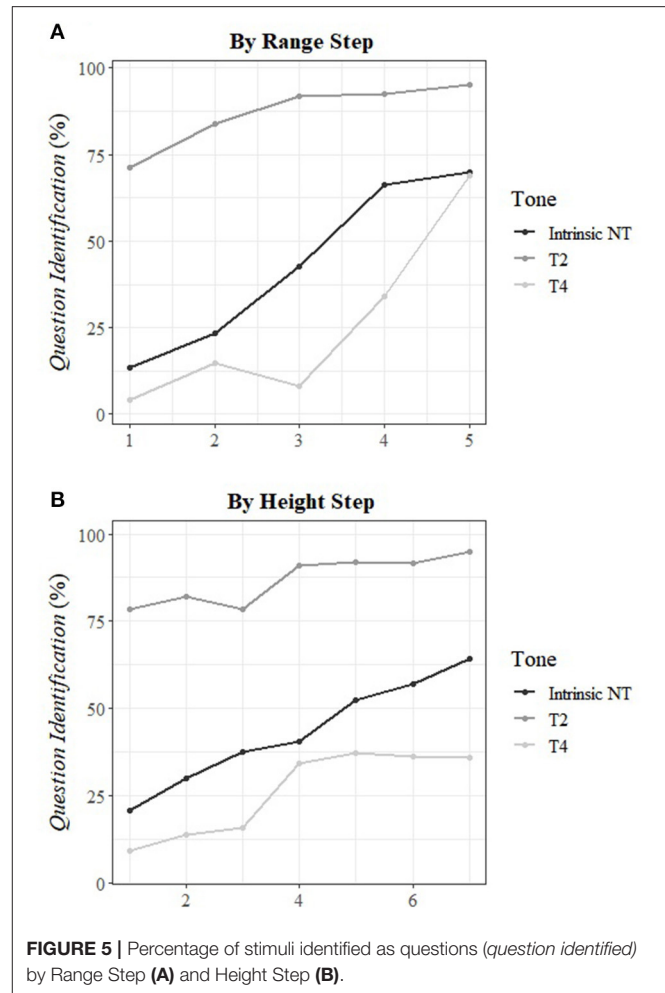 A
By Range Step
Question Identification (%)
100
75
50
25
0
1 2 3 4 5
Tone
Intrinsic NT
T2
T4
B
By Height Step
Question Identification (%)
100
75
50
25
0
2 4 6
Tone
Intrinsic NT
T2
T4
FIGURE 5 | Percentage of stimuli identified as questions (question identified)
by Range Step (A) and Height Step (B).